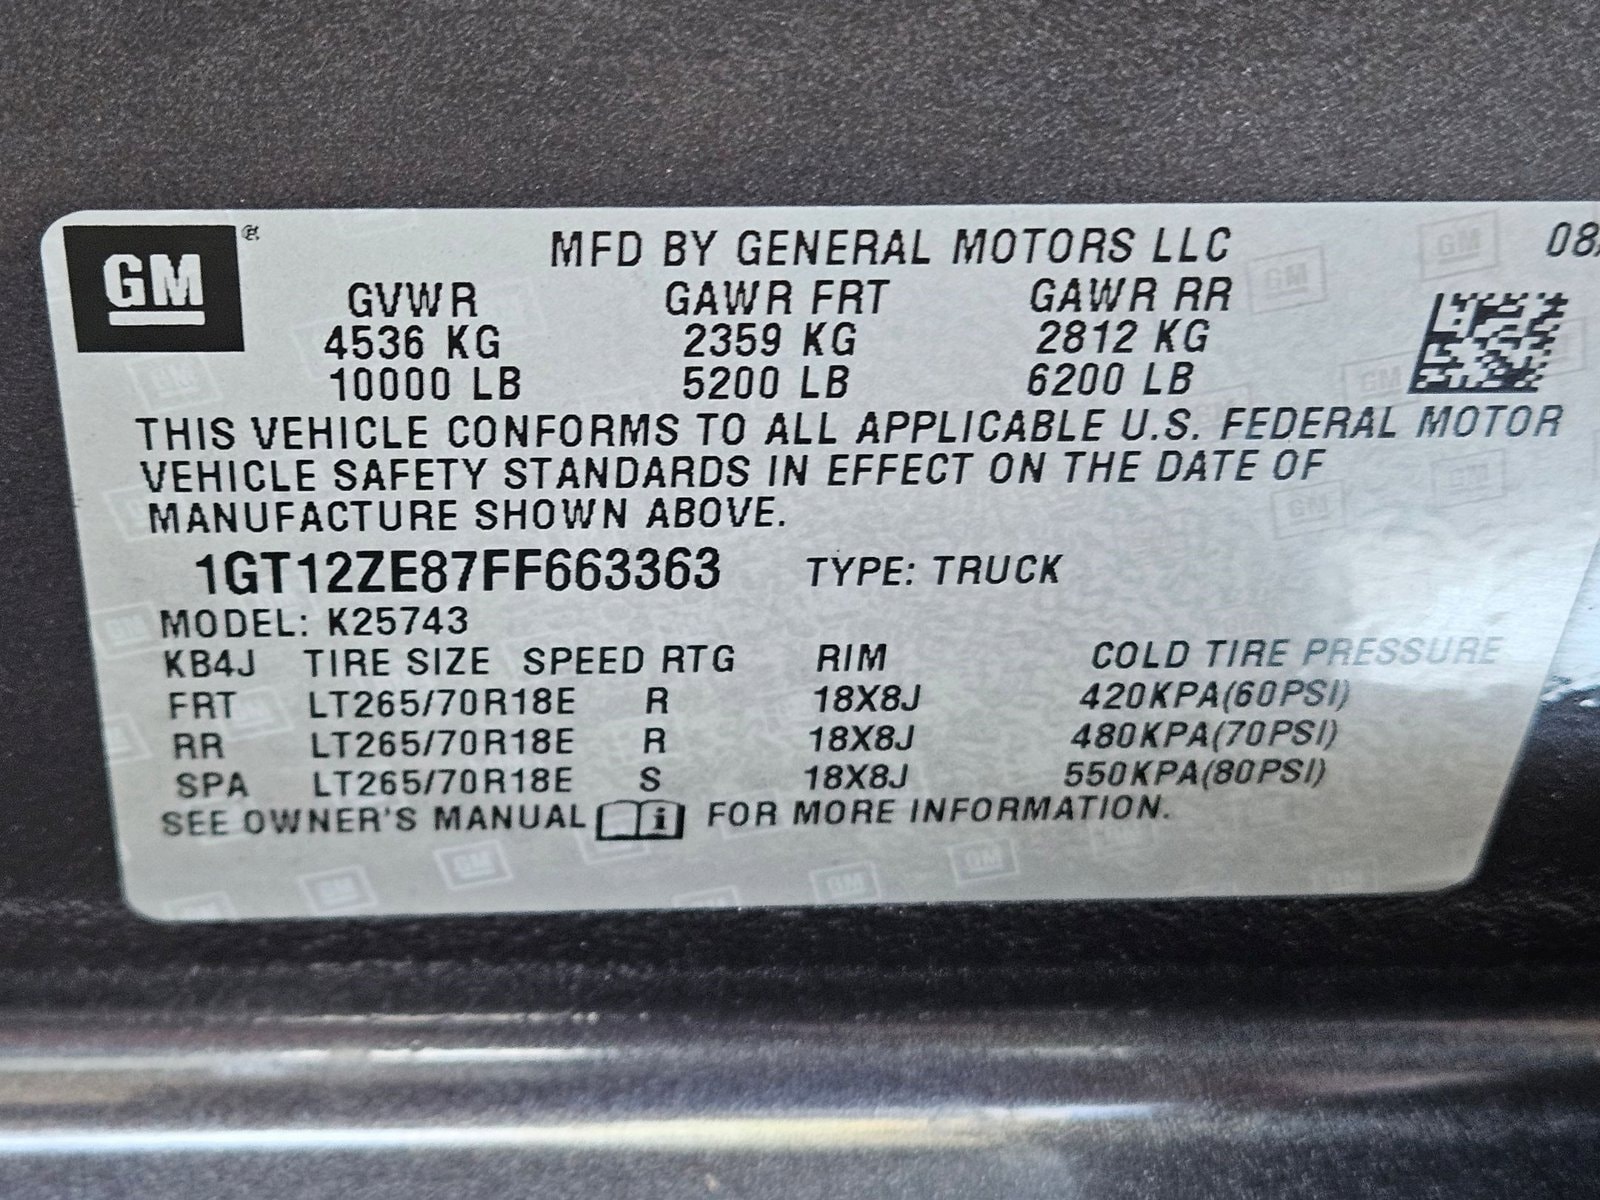 GM ® MFD BY GENERAL MOTORS LLC 08/
GVWR GAWR FRT GAWR RR
4536 KG 2359 KG 2812 KG
10000 LB 5200 LB 6200 LB
THIS VEHICLE CONFORMS TO ALL APPLICABLE U.S. FEDERAL MOTOR
VEHICLE SAFETY STANDARDS IN EFFECT ON THE DATE OF
MANUFACTURE SHOWN ABOVE.
1GT12ZE87FF663363 TYPE: TRUCK
MODEL: K25743
KB4J TIRE SIZE SPEED RTG RIM COLD TIRE PRESSURE
FRT LT265/70R18E R 18X8J 420KPA(60PSI)
RR LT265/70R18E R 18X8J 480KPA(70PSI)
SPA LT265/70R18E S 18X8J 550KPA(80PSI)
SEE OWNER'S MANUAL i FOR MORE INFORMATION.